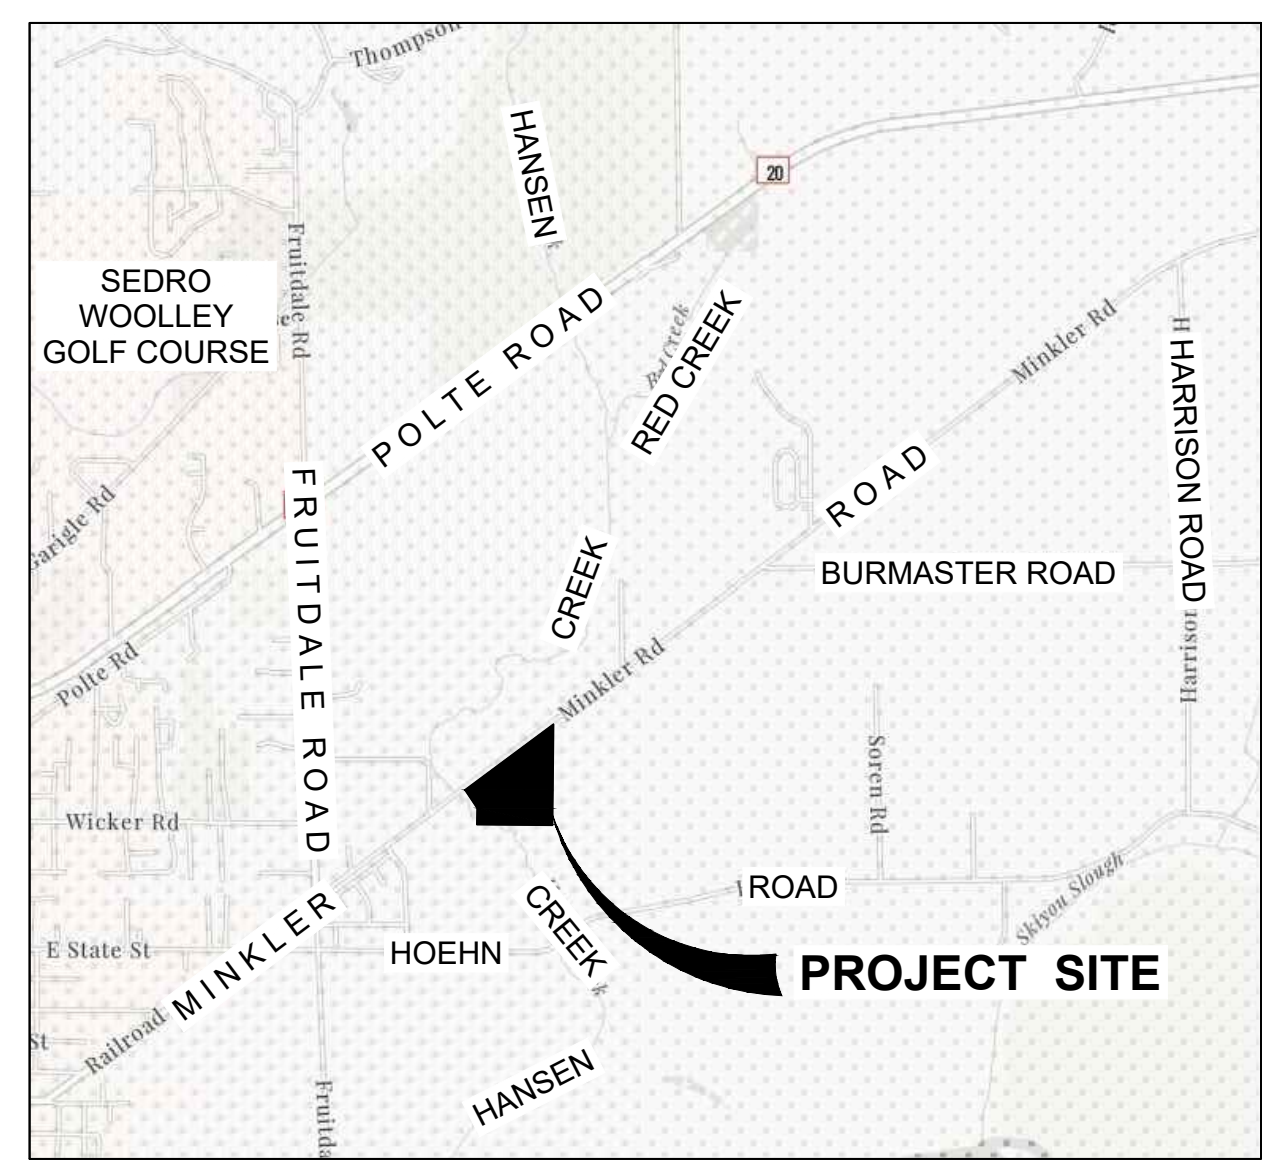 Thompson
HANSEN
20
Fruitdale Rd
SEDRO
WOOLLEY
GOLF COURSE
POLTE ROAD
Red Creek
RED CREEK
Minkler Rd
H HARRISON ROAD
Harrison
ROAD
Garigle Rd
FRUITDALE ROAD
CREEK
BURMASTER ROAD
Polte Rd
Minkler Rd
Soren Rd
Wicker Rd
ROAD
Skiyou Slough
CREEK
k
MINKLER
E State St
HOEHN
PROJECT SITE
St
Railroad
HANSEN
Fruitda